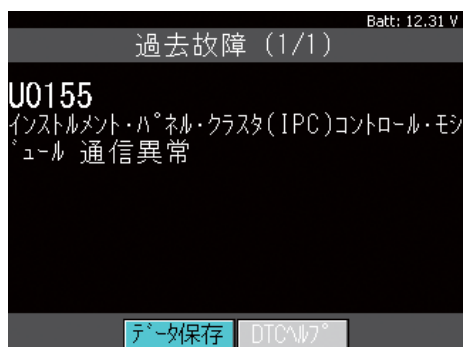 Batt: 12.31 V
過去故障 (1/1)
U0155
インストルメント・パネル・クラスタ(IPC)コントロール・モジ
ュール 通信異常
データ保存 DTCヘルプ